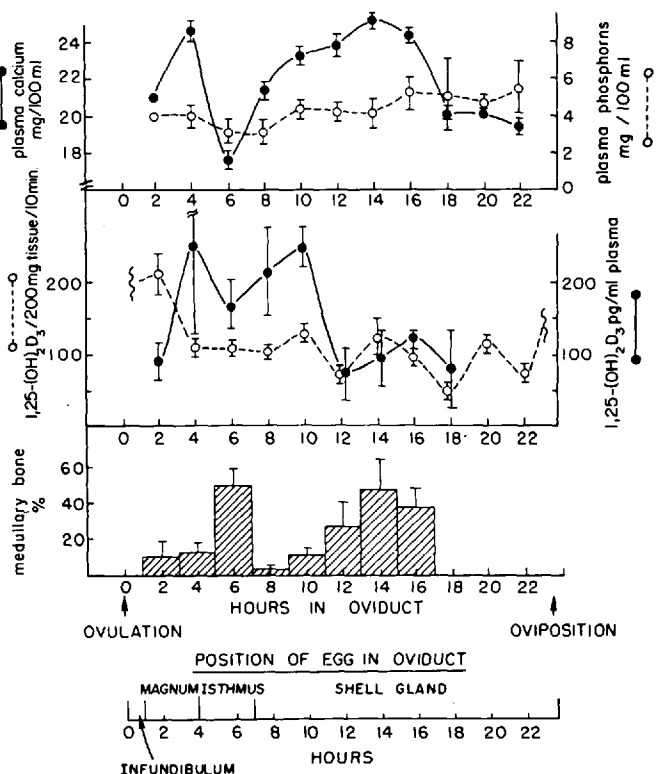 plasma calcium
mg/100 ml
24
22
20
18
8
6
4
2
0
plasma phosphorns
mg / 100 ml
0 2 4 6 8 10 12 14 16 18 20 22
1,25-(OH)2D3/200mg tissue/10min.
200
100
200
100
1,25-(OH)2D3 pg/ml plasma
0 2 4 6 8 10 12 14 16 18 20 22
medullary bone
%
60
40
20
0 2 4 6 8 10 12 14 16 18 20 22
HOURS IN OVIDUCT
OVULATION
OVIPOSITION
POSITION OF EGG IN OVIDUCT
MAGNUM ISTHMUS SHELL GLAND
0 2 4 6 8 10 12 14 16 18 20 22
HOURS
INFUNDIBULUM